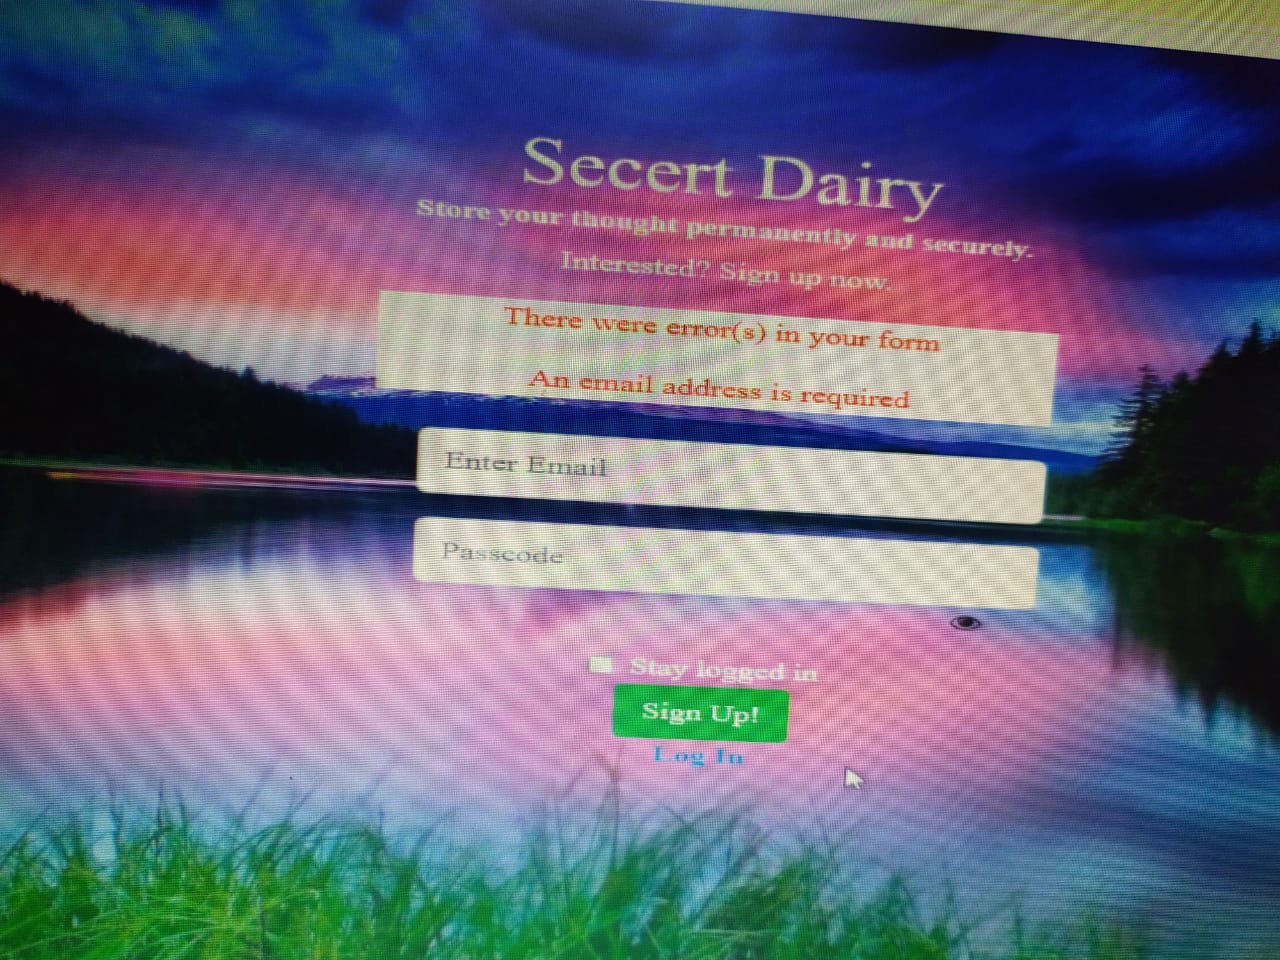 Secert Dairy
Store your thought permanently and securely.
Interested? Sign up now.
There were error(s) in your form
An email address is required
Enter Email
Passcode
Stay logged in
Sign Up!
Log In